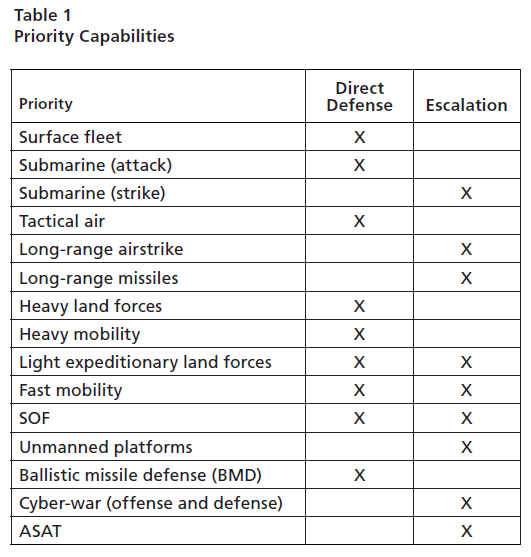 Table 1
Priority Capabilities
Priority Direct Defense Escalation
Surface fleet X
Submarine (attack) X
Submarine (strike) X
Tactical air X
Long-range airstrike X
Long-range missiles X
Heavy land forces X
Heavy mobility X
Light expeditionary land forces X X
Fast mobility X X
SOF X X
Unmanned platforms X
Ballistic missile defense (BMD) X
Cyber-war (offense and defense) X
ASAT X